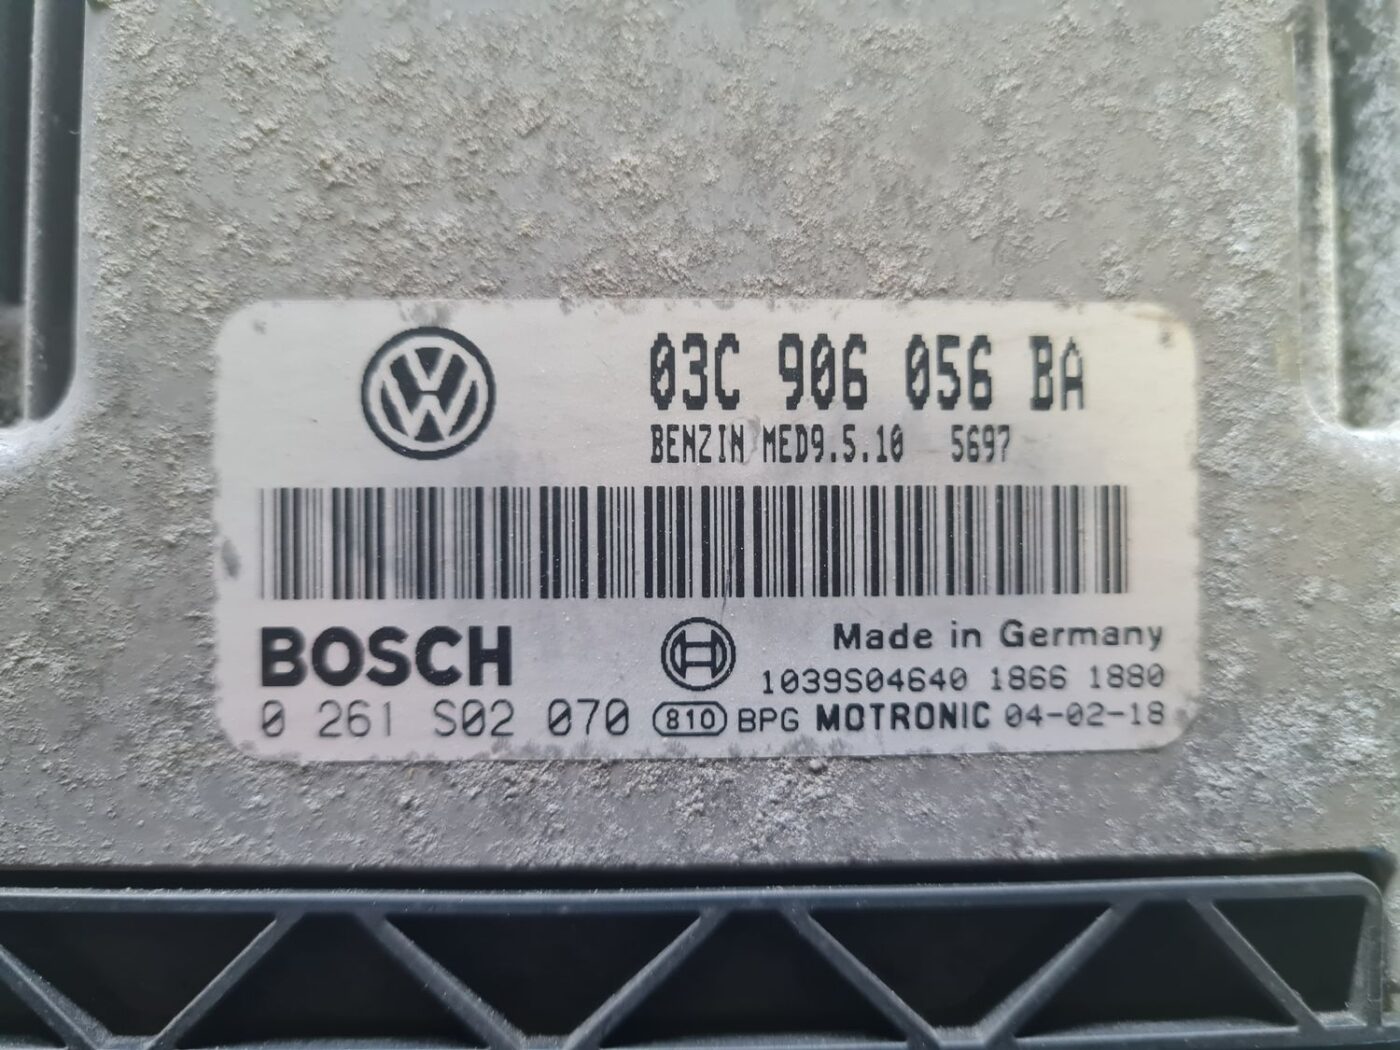 03C 906 056 BA
BENZIN MED9.5.10 5697
BOSCH
Made in Germany
1039S04640 1866 1880
0 261 S02 070 810 BPG MOTRONIC 04-02-18